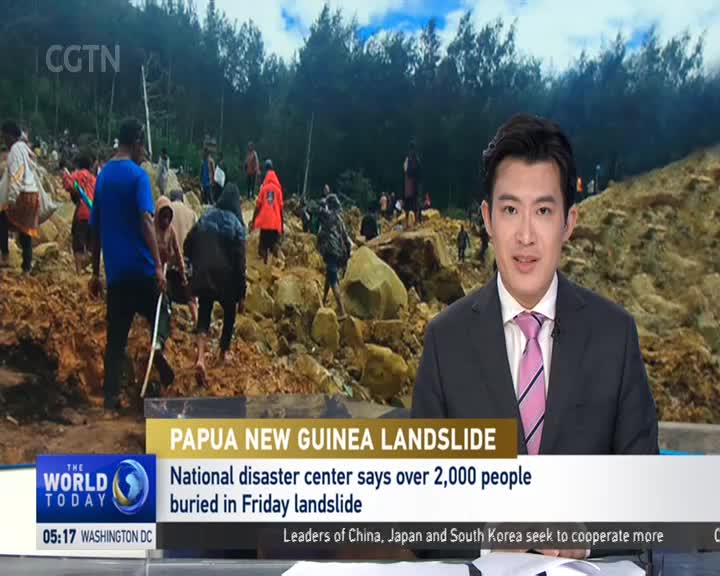 CGTN
PAPUA NEW GUINEA LANDSLIDE
National disaster center says over 2,000 people
buried in Friday landslide
THE
WORLD
TODAY
05:17 WASHINGTON DC
Leaders of China, Japan and South Korea seek to cooperate more